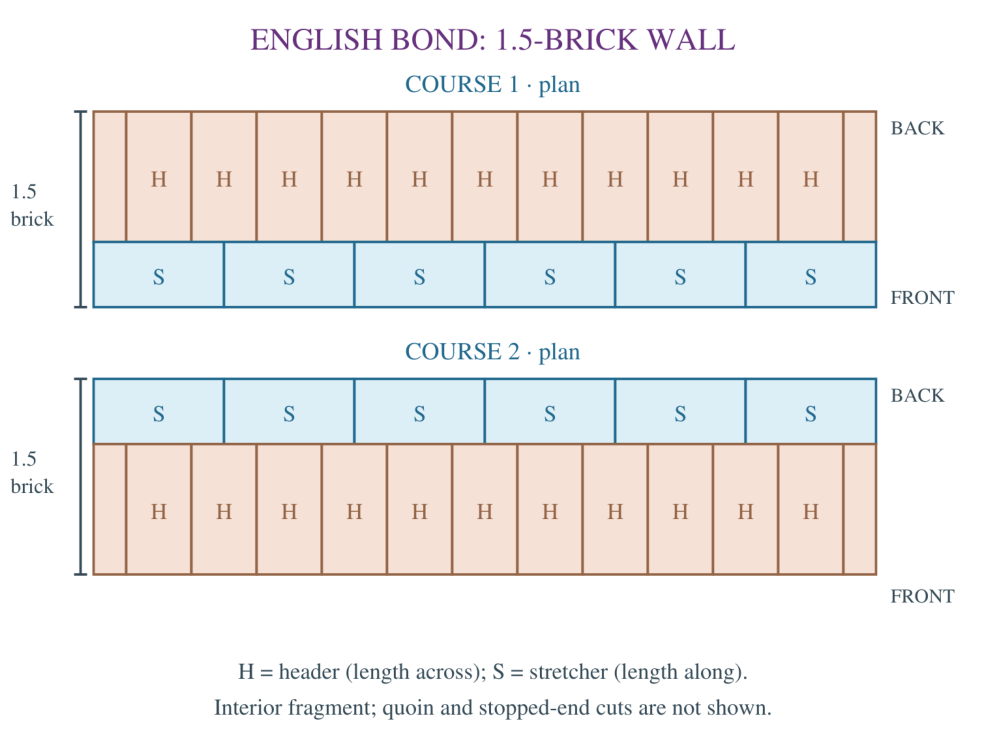 ENGLISH BOND: 1.5-BRICK WALL
COURSE 1 · plan
BACK
H H H H H H H H H H H
1.5
brick
S S S S S S
FRONT
COURSE 2 · plan
BACK
S S S S S S
1.5
brick
H H H H H H H H H H H
FRONT
H = header (length across); S = stretcher (length along).
Interior fragment; quoin and stopped-end cuts are not shown.